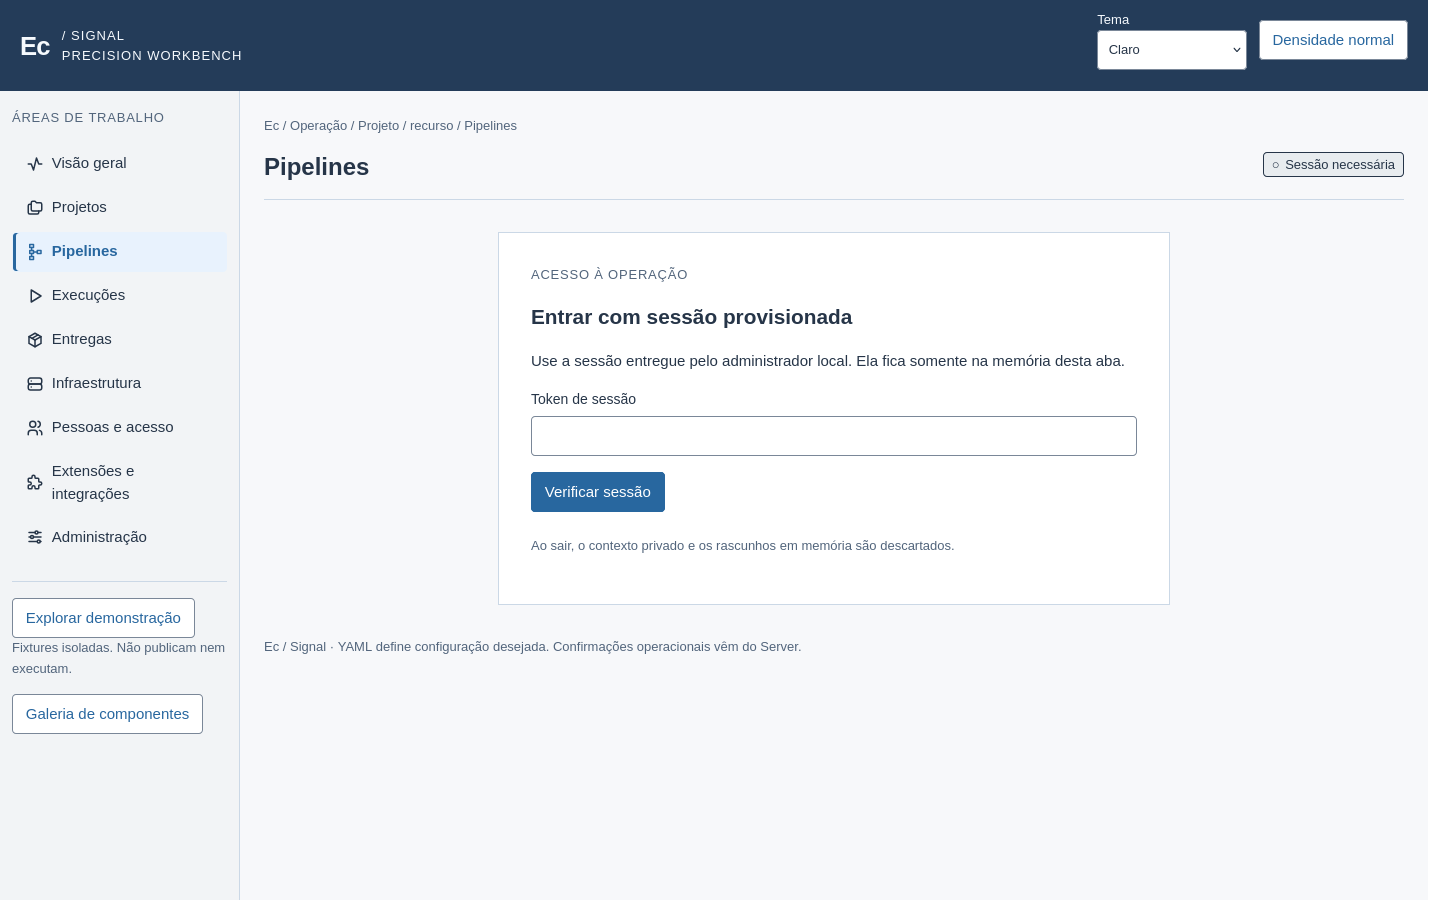 Ec
/ SIGNAL
PRECISION WORKBENCH
Tema
Claro
Densidade normal
ÁREAS DE TRABALHO
Visão geral
Projetos
Pipelines
Execuções
Entregas
Infraestrutura
Pessoas e acesso
Extensões e
integrações
Administração
Explorar demonstração
Fixtures isoladas. Não publicam nem
executam.
Galeria de componentes
Ec / Operação / Projeto / recurso / Pipelines
Pipelines
○ Sessão necessária
ACESSO À OPERAÇÃO
Entrar com sessão provisionada
Use a sessão entregue pelo administrador local. Ela fica somente na memória desta aba.
Token de sessão
Verificar sessão
Ao sair, o contexto privado e os rascunhos em memória são descartados.
Ec / Signal · YAML define configuração desejada. Confirmações operacionais vêm do Server.